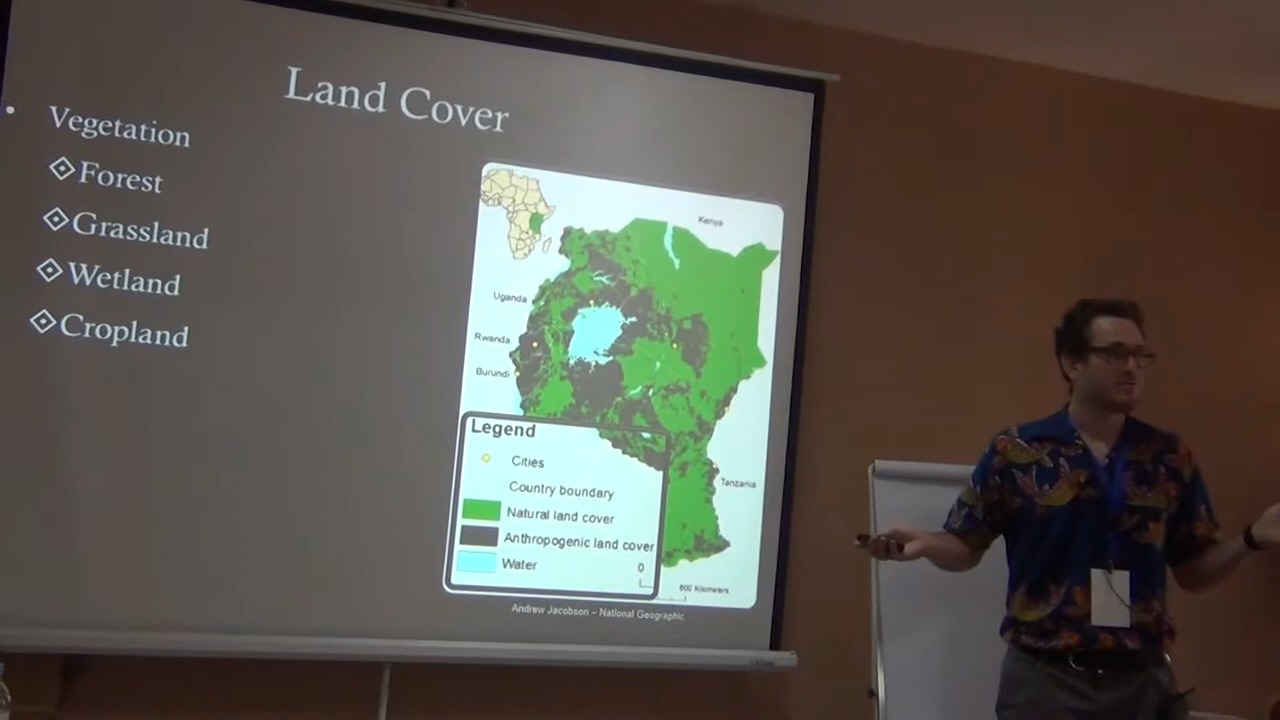 Land Cover
• Vegetation
Forest
Grassland
Wetland
Cropland
Kenya
Uganda
Rwanda
Burundi
Tanzania
Legend
Cities
Country boundary
Natural land cover
Anthropogenic land cover
Water
0
600 Kilometers
Andrew Jacobson – National Geographic